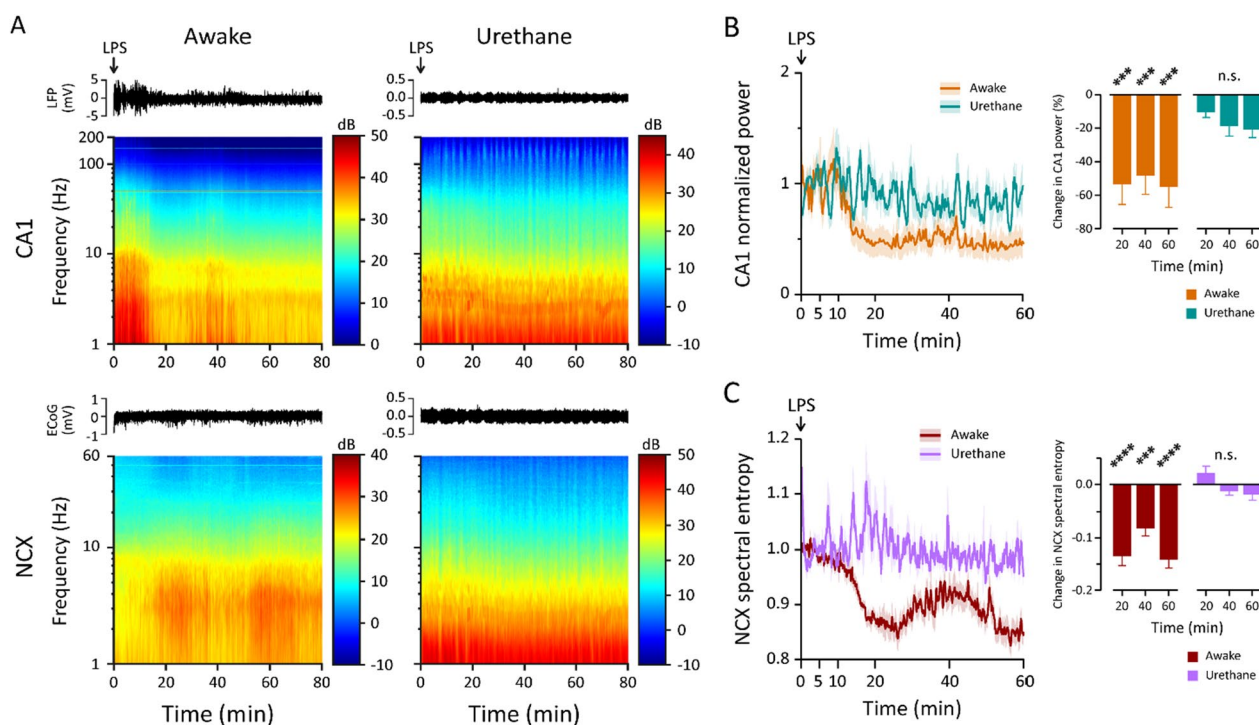 A
Awake
Urethane
LPS
LPS
LFP
(mV)
5
0
-5
0.5
0
-0.5
dB
dB
CA1
Frequency (Hz)
200
100
10
1
50
40
30
20
10
0
40
30
20
10
0
-10
0 20 40 60 80
0 20 40 60 80
Time (min)
Time (min)
ECoG
(mV)
1
0
-1
0.5
0
-0.5
dB
dB
NCX
Frequency (Hz)
60
10
1
40
30
20
10
0
-10
50
40
30
20
10
0
-10
0 20 40 60 80
0 20 40 60 80
Time (min)
Time (min)
B
LPS
Awake
Urethane
CA1 normalized power
2
1
0
0 5 10 20 40 60
Time (min)
*** *** ***
n.s.
Change in CA1 power (%)
0
-20
-40
-60
-80
20 40 60
20 40 60
Time (min)
Awake
Urethane
C
LPS
Awake
Urethane
NCX spectral entropy
1.2
1.1
1.0
0.9
0.8
0 5 10 20 40 60
Time (min)
**** *** ****
n.s.
Change in NCX spectral entropy
0.0
-0.1
-0.2
20 40 60
20 40 60
Time (min)
Awake
Urethane